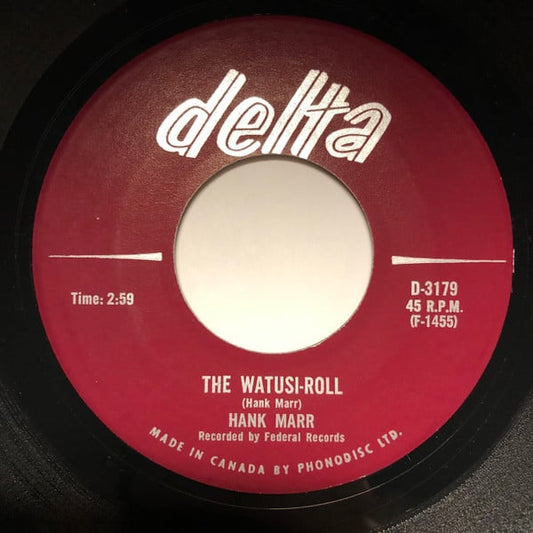 delta
Time: 2:59
D-3179
45 R.P.M.
(F-1455)
THE WATUSI-ROLL
(Hank Marr)
HANK MARR
Recorded by Federal Records
MADE IN CANADA BY PHONODISC LTD.